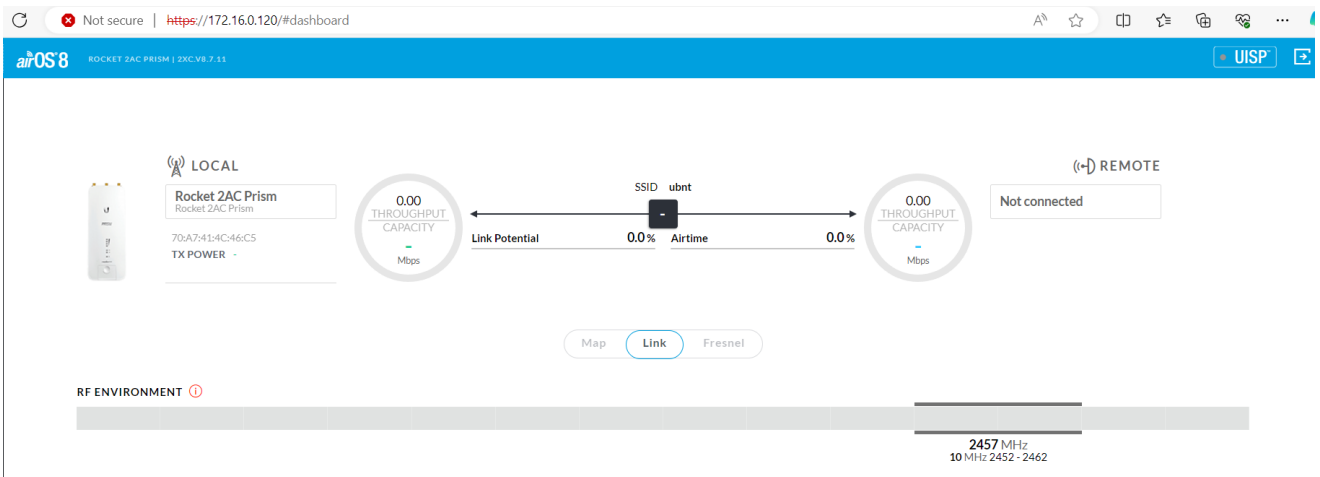 Not secure | https://172.16.0.120/#dashboard
airOS 8 ROCKET 2AC PRISM | 2XC.V8.7.11 UISP
LOCAL
Rocket 2AC Prism
Rocket 2AC Prism
70:A7:41:4C:46:C5
TX POWER -
0.00
THROUGHPUT
CAPACITY
-
Mbps
SSID ubnt
-
Link Potential 0.0 % Airtime 0.0 %
0.00
THROUGHPUT
CAPACITY
-
Mbps
REMOTE
Not connected
Map Link Fresnel
RF ENVIRONMENT
2457 MHz
10 MHz 2452 - 2462